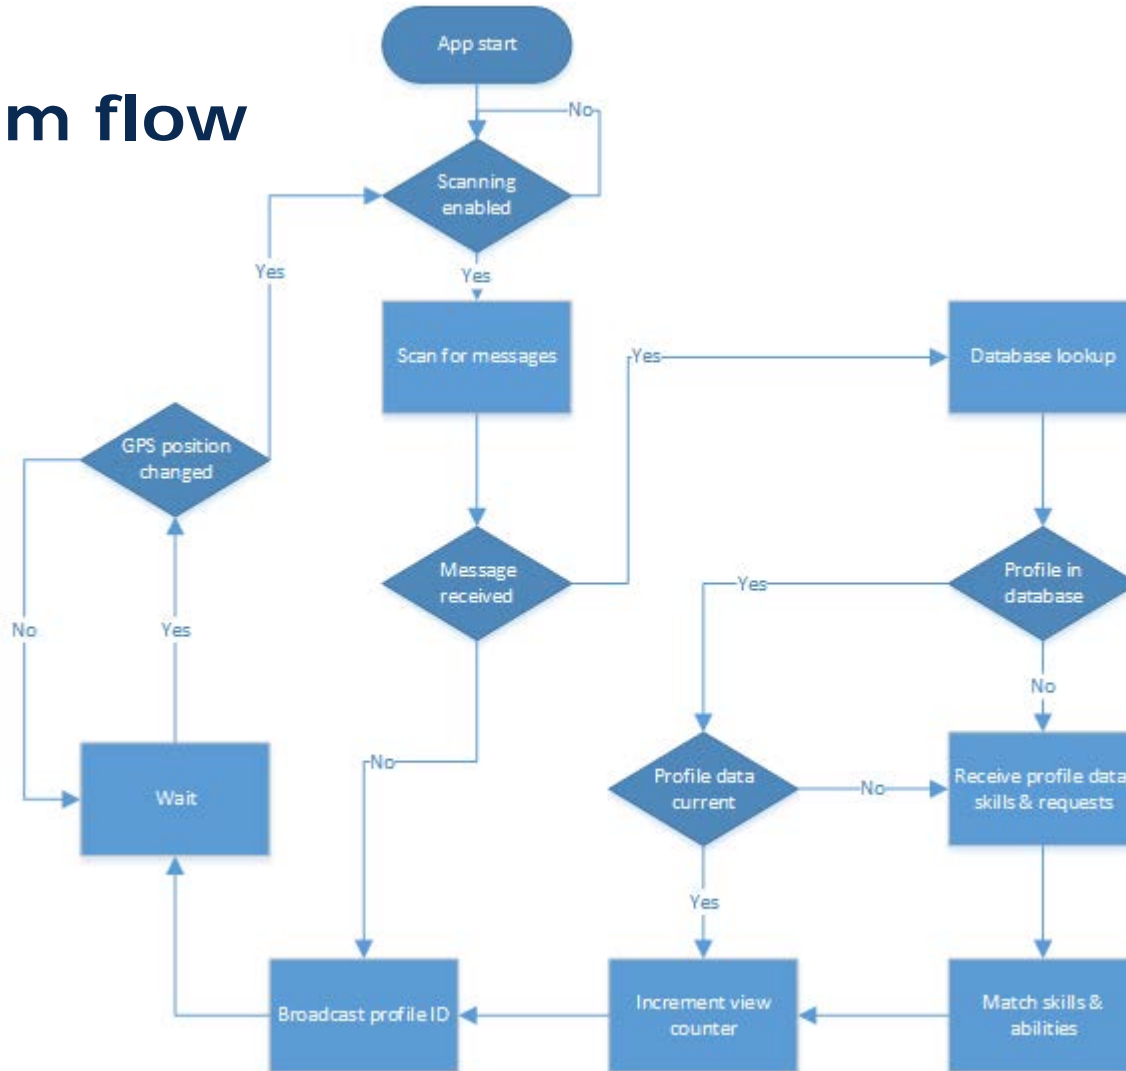 App start
m flow
No
Scanning
enabled
Yes
Yes
Scan for messages
Yes
Database lookup
GPS position
changed
Message
received
Yes
Profile in
database
No
Yes
No
No
Wait
Profile data
current
No
Receive profile data
skills & requests
Yes
Broadcast profile ID
Increment view
counter
Match skills &
abilities